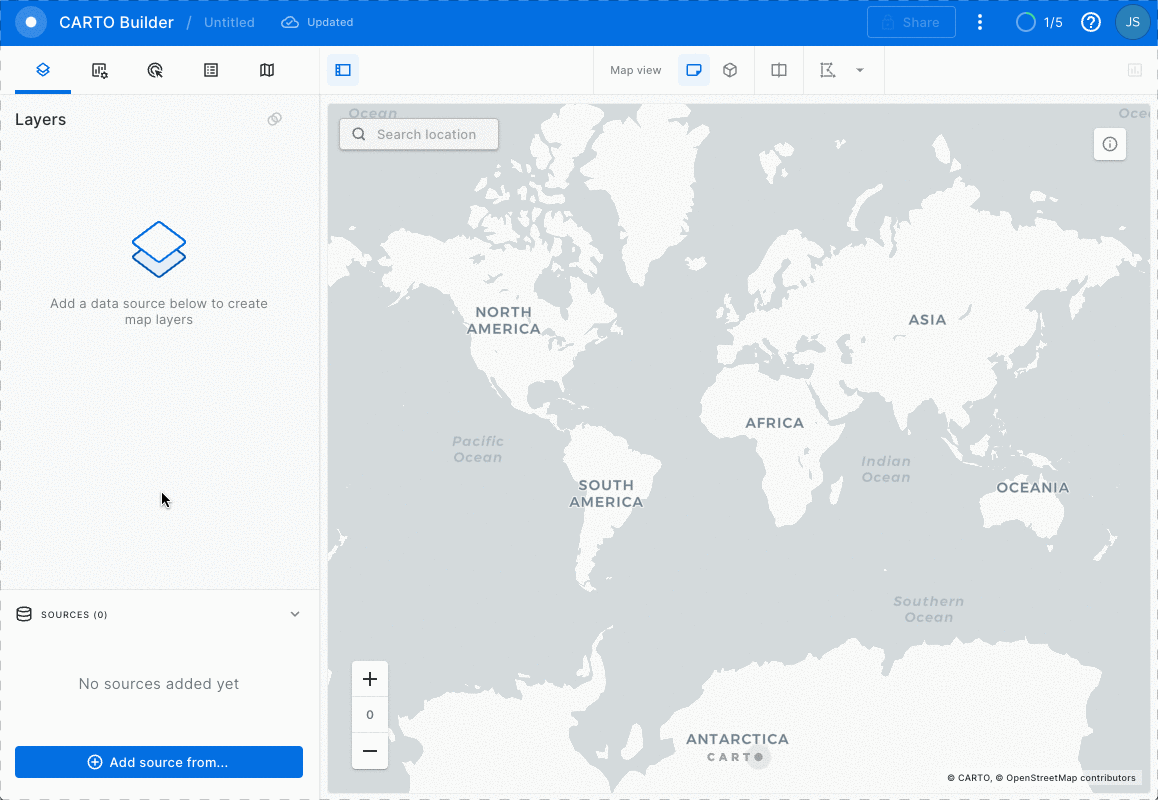 CARTO Builder / Untitled Updated Share 1/5 JS
Map view
Layers
Ocean
Oce
Search location
Add a data source below to create
map layers
NORTH
AMERICA
ASIA
AFRICA
Pacific
Ocean
Indian
Ocean
SOUTH
AMERICA
OCEANIA
Southern
Ocean
SOURCES (0)
No sources added yet
0
ANTARCTICA
CARTO
Add source from...
© CARTO, © OpenStreetMap contributors